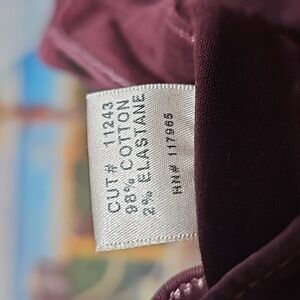 CUT# 11243
98% COTTON
2% ELASTANE
RN# 117965